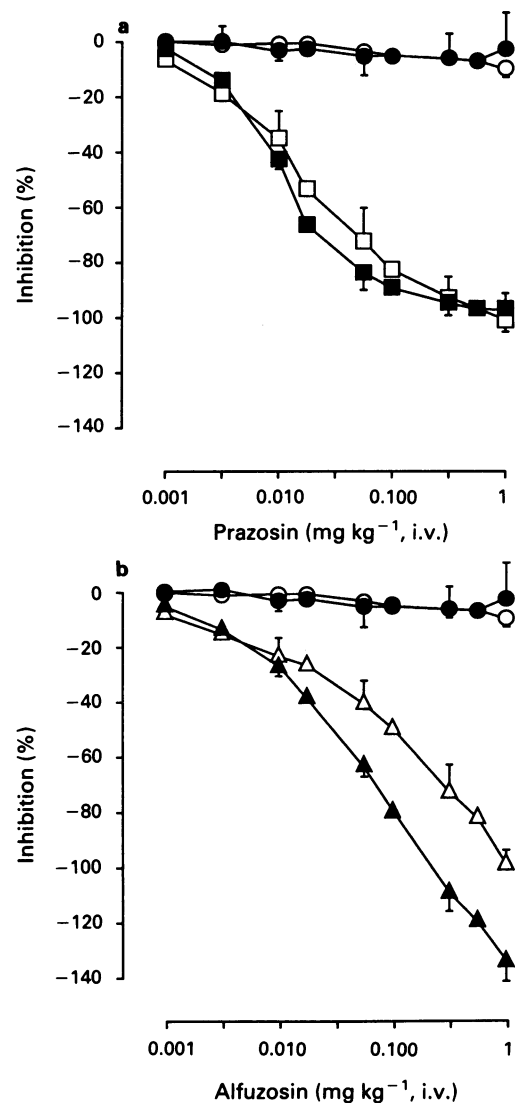 a
0
−20
−40
−60
−80
−100
−120
−140
Inhibition (%)
0.001 0.010 0.100 1
Prazosin (mg kg⁻¹, i.v.)
b
0
−20
−40
−60
−80
−100
−120
−140
Inhibition (%)
0.001 0.010 0.100 1
Alfuzosin (mg kg⁻¹, i.v.)